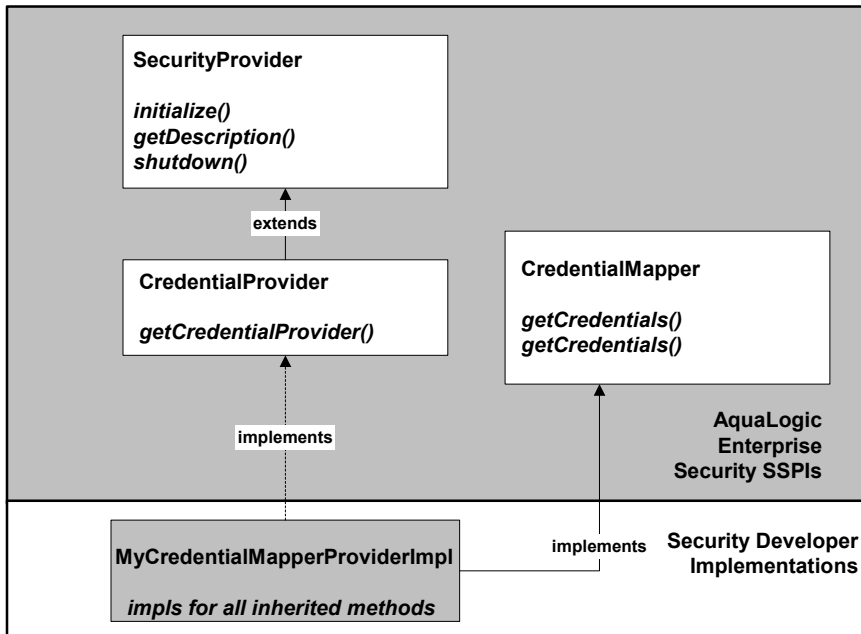 SecurityProvider
initialize()
getDescription()
shutdown()
extends
CredentialProvider
getCredentialProvider()
CredentialMapper
getCredentials()
getCredentials()
implements
AquaLogic
Enterprise
Security SSPIs
MyCredentialMapperProviderImpl
impls for all inherited methods
implements
Security Developer
Implementations